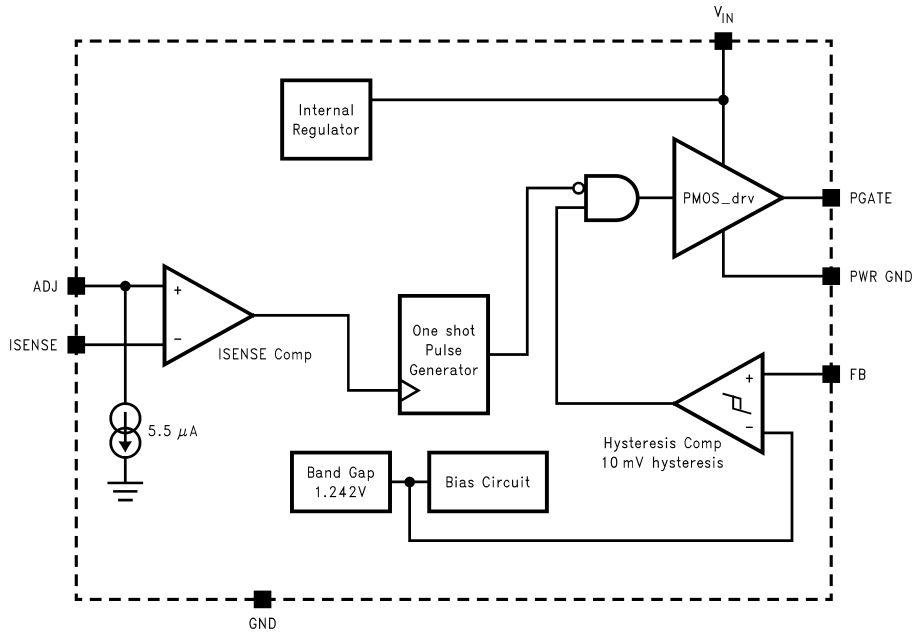 VIN
Internal
Regulator
PMOS_drv
PGATE
PWR GND
ADJ
+
ISENSE
−
ISENSE Comp
One shot
Pulse
Generator
FB
+
−
5.5 μA
Hysteresis Comp
10 mV hysteresis
Band Gap
1.242V
Bias Circuit
GND